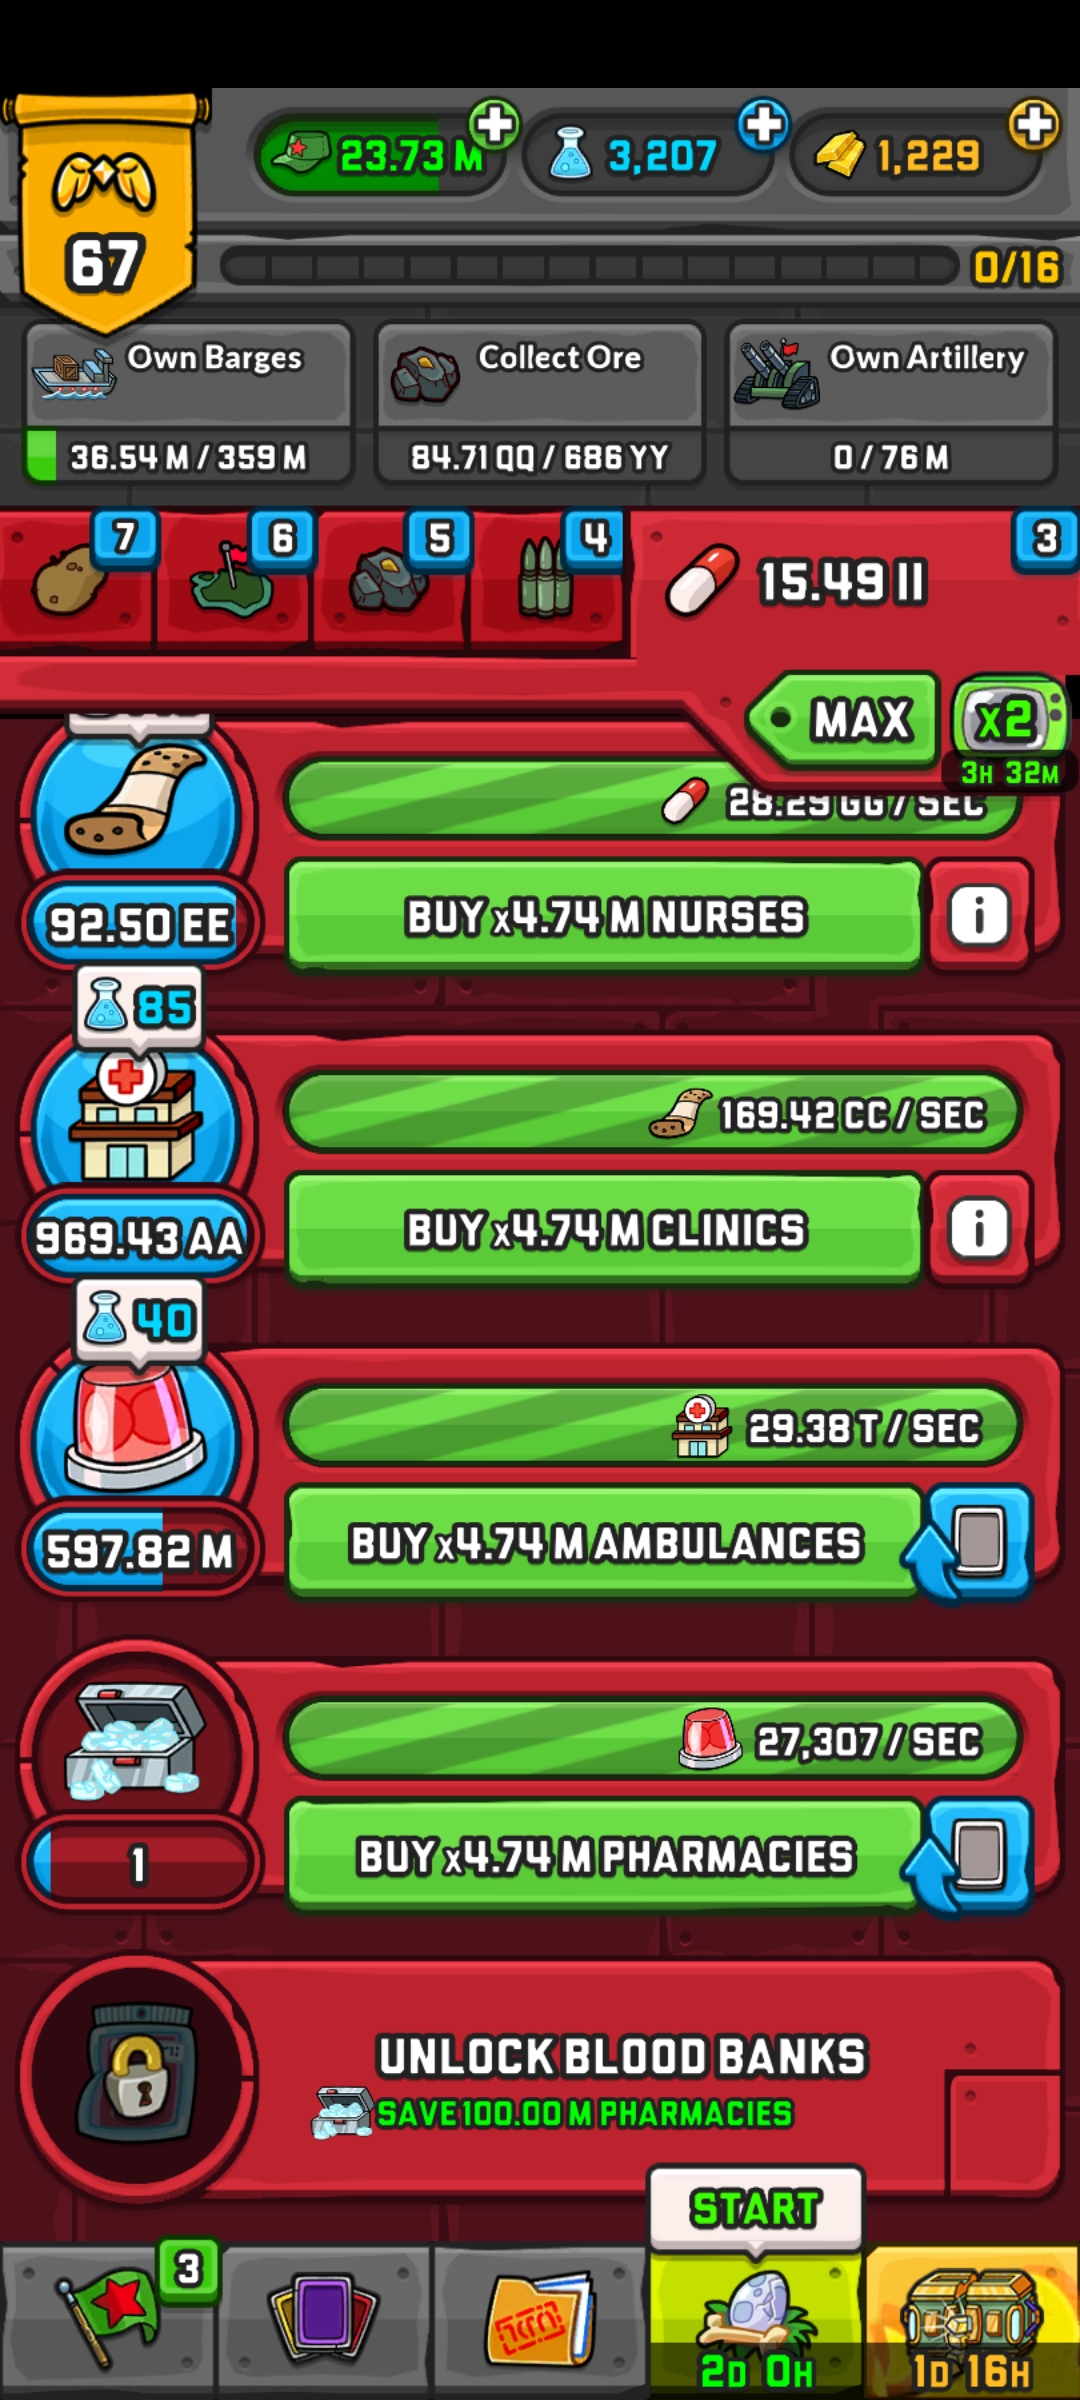 23.73 M
3,207
1,229
67
0/16
Own Barges
Collect Ore
Own Artillery
36.54 M / 359 M
84.71 QQ / 686 YY
0 / 76 M
7
6
5
4
3
15.49 II
MAX
x2
3H 32M
28.29 GG / SEC
92.50 EE
BUY x4.74 M NURSES
i
85
169.42 CC / SEC
969.43 AA
BUY x4.74 M CLINICS
i
40
29.38 T / SEC
597.82 M
BUY x4.74 M AMBULANCES
27,307 / SEC
1
BUY x4.74 M PHARMACIES
UNLOCK BLOOD BANKS
SAVE 100.00 M PHARMACIES
START
3
2D 0H
1D 16H